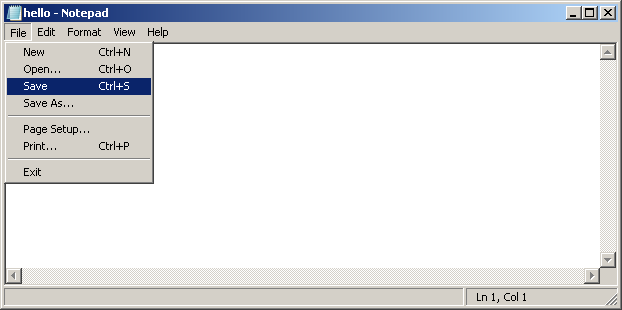 hello - Notepad
File Edit Format View Help
New Ctrl+N
Open... Ctrl+O
Save Ctrl+S
Save As...
Page Setup...
Print... Ctrl+P
Exit
Ln 1, Col 1